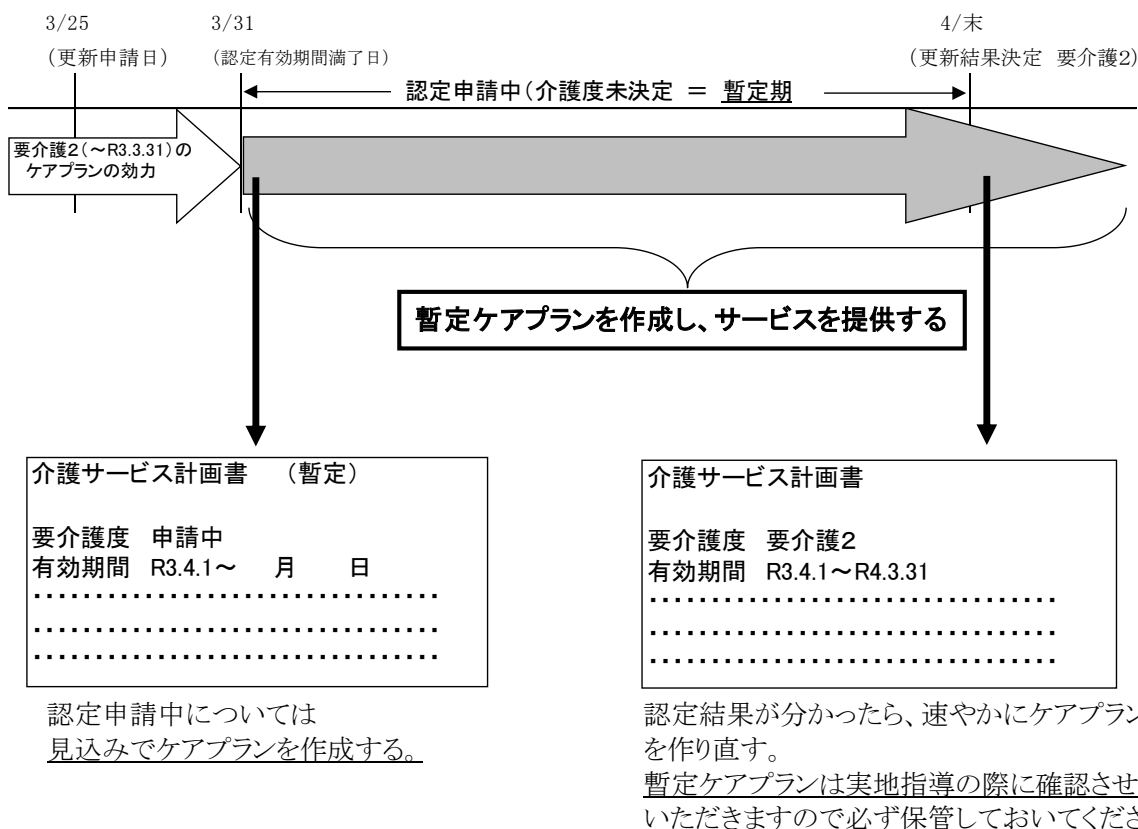 3/25
3/31
4/末
（更新申請日）
（認定有効期間満了日）
（更新結果決定　要介護2）
認定申請中（介護度未決定　＝　暫定期
要介護2（～R3.3.31）の
ケアプランの効力
暫定ケアプランを作成し、サービスを提供する
介護サービス計画書　（暫定）
要介護度　申請中
有効期間　R3.4.1～　月　日
・・・・・・・・・・・・・・・・・・・・・・・・・・・・・・・・・
・・・・・・・・・・・・・・・・・・・・・・・・・・・・・・・・・
・・・・・・・・・・・・・・・・・・・・・・・・・・・・・・・・・
認定申請中については
見込みでケアプランを作成する。
介護サービス計画書
要介護度　要介護2
有効期間　R3.4.1～R4.3.31
・・・・・・・・・・・・・・・・・・・・・・・・・・・・・・・・・
・・・・・・・・・・・・・・・・・・・・・・・・・・・・・・・・・
・・・・・・・・・・・・・・・・・・・・・・・・・・・・・・・・・
認定結果が分かったら、速やかにケアプラン
を作り直す。
暫定ケアプランは実地指導の際に確認させ
いただきますので必ず保管しておいてくださ